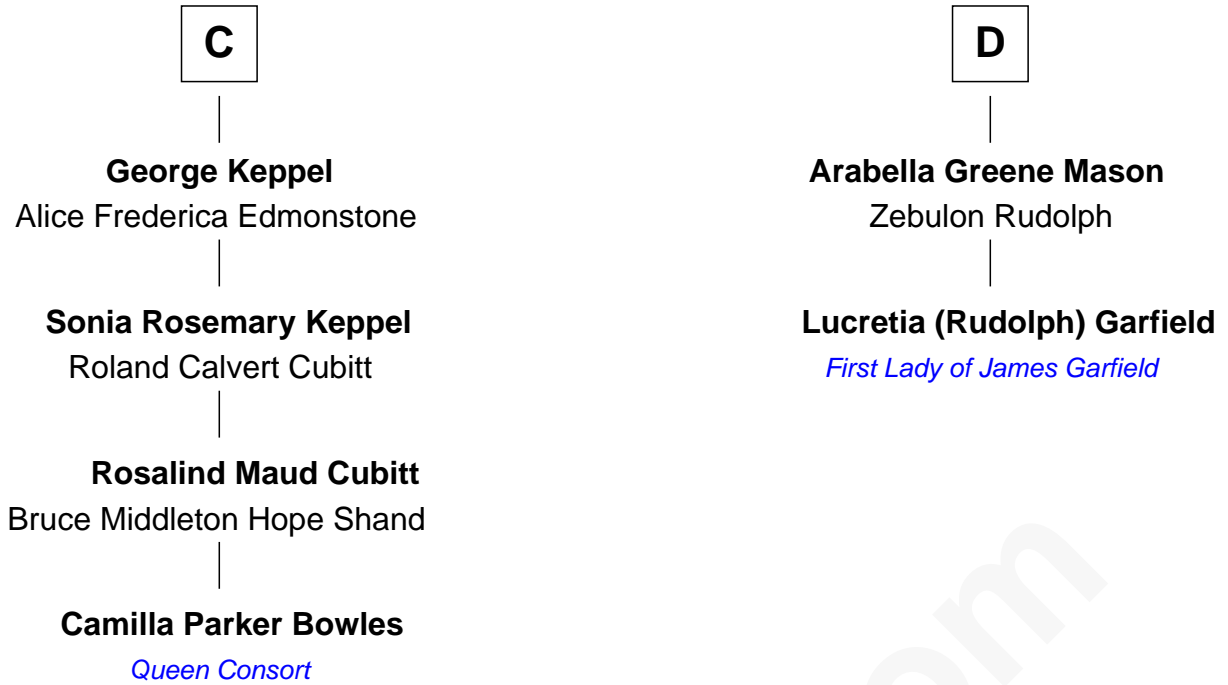 C
George Keppel
Alice Frederica Edmonstone
Sonia Rosemary Keppel
Roland Calvert Cubitt
Rosalind Maud Cubitt
Bruce Middleton Hope Shand
Camilla Parker Bowles
Queen Consort
D
Arabella Greene Mason
Zebulon Rudolph
Lucretia (Rudolph) Garfield
First Lady of James Garfield
om